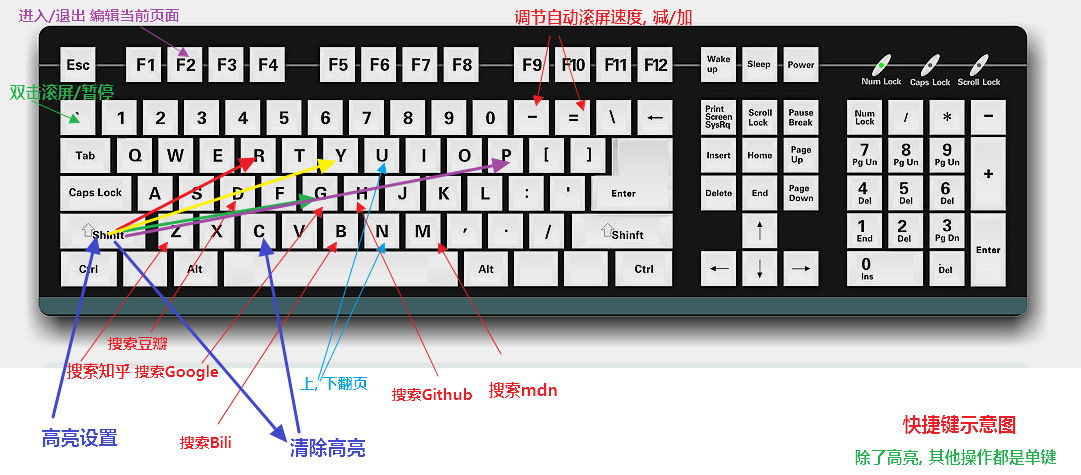 进入/退出 编辑当前页面
调节自动滚屏速度, 减/加
双击滚屏/暂停
Esc F1 F2 F3 F4 F5 F6 F7 F8 F9 F10 F11 F12 Wake up Sleep Power
Num Lock Caps Lock Scroll Lock
1 2 3 4 5 6 7 8 9 0 - = \ ← Print Screen SysRq Scroll Lock Pause Break Num Lock / * -
Tab Q W E R T Y U I O P [ ] Insert Home Page Up 7 Pg Un 8 Pg Un 9 Pg Un +
Caps Lock A S D F G H J K L : ' Enter Delete End Page Down 4 Del 5 Del 6 Del
⇧Shinft Z X C V B N M , . / ⇧Shinft ↑ 1 End 2 Del 3 Pg Dn Enter
Ctrl Alt Alt Ctrl ← ↓ → 0 Ins . Del
搜索豆瓣
搜索知乎 搜索Google 上, 下翻页 搜索Github 搜索mdn
高亮设置 搜索Bili 清除高亮
快捷键示意图
除了高亮, 其他操作都是单键